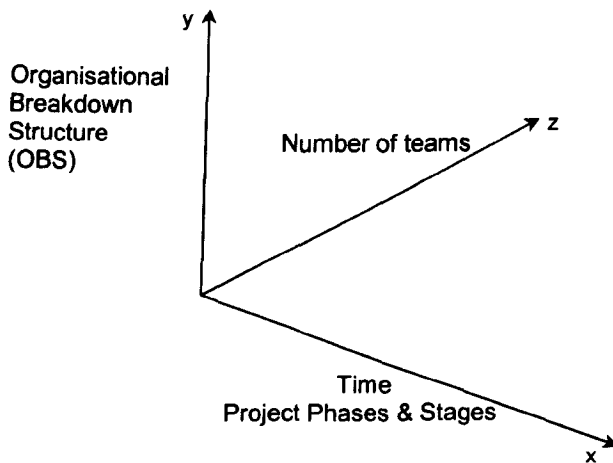 y
Organisational
Breakdown
Structure
(OBS)
Number of teams
z
Time
Project Phases & Stages
x